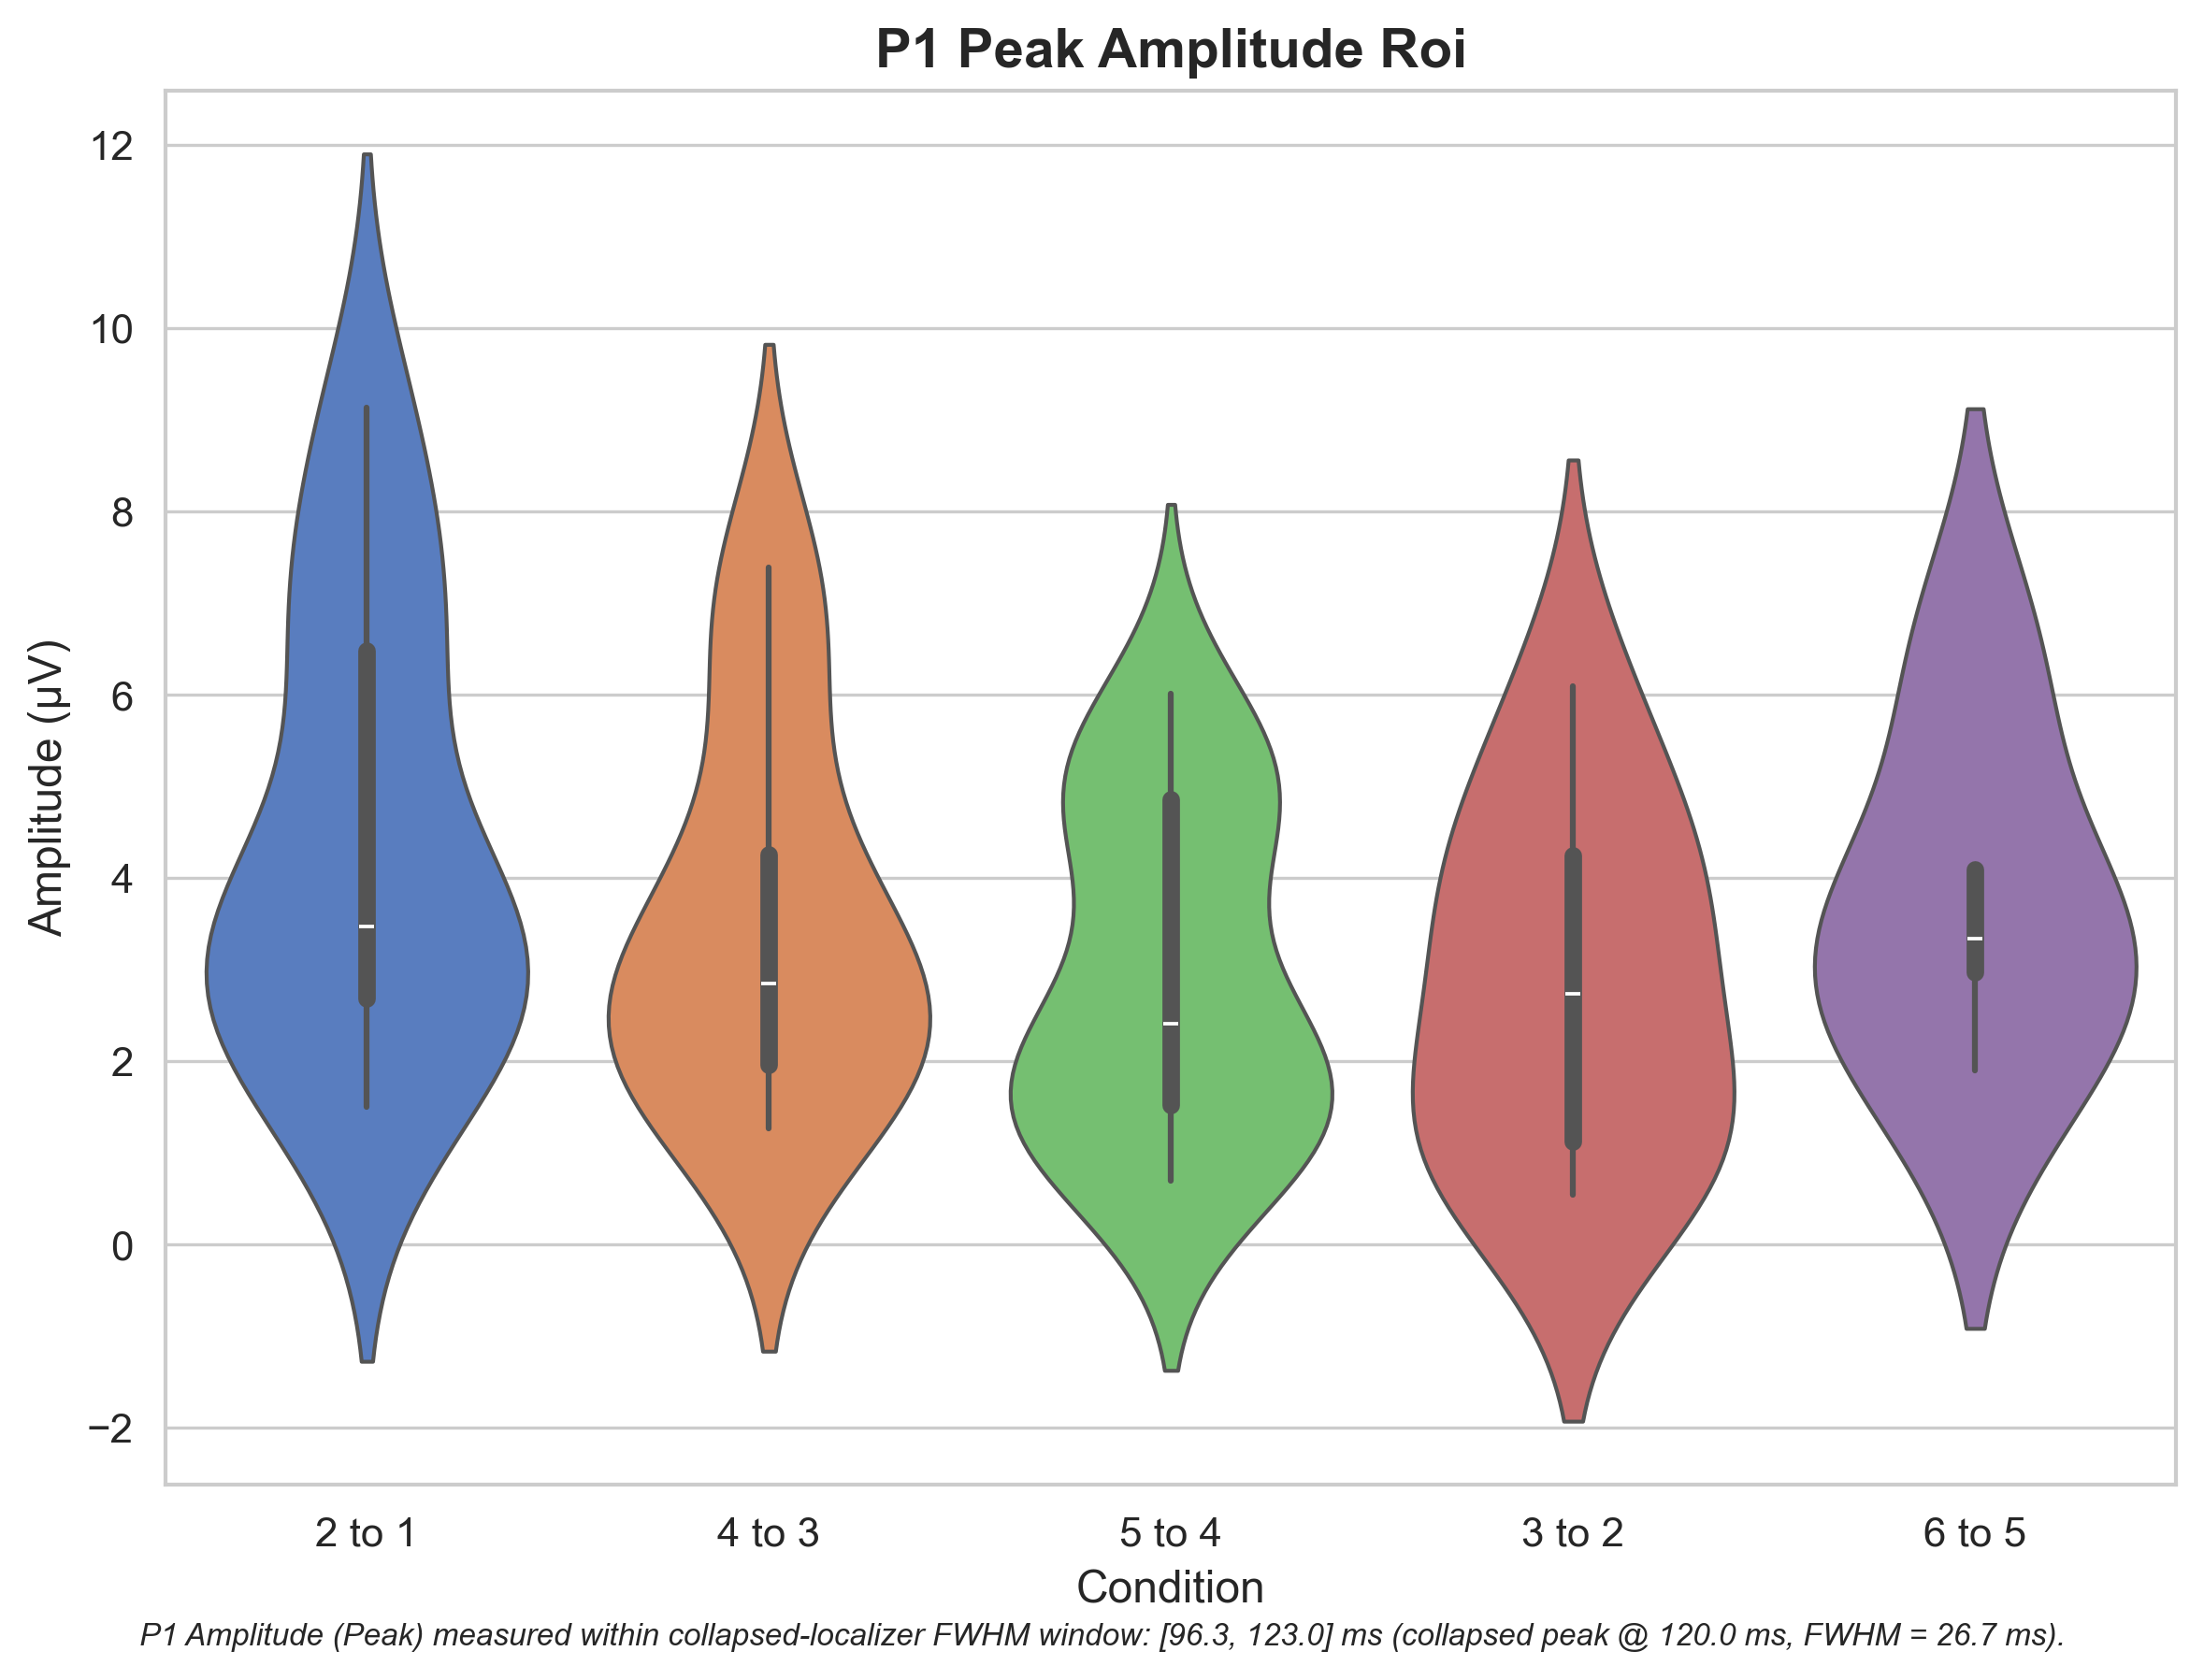 P1 Peak Amplitude Roi
12
10
8
6
4
2
0
−2
Amplitude (µV)
2 to 1
4 to 3
5 to 4
3 to 2
6 to 5
Condition
P1 Amplitude (Peak) measured within collapsed-localizer FWHM window: [96.3, 123.0] ms (collapsed peak @ 120.0 ms, FWHM = 26.7 ms).